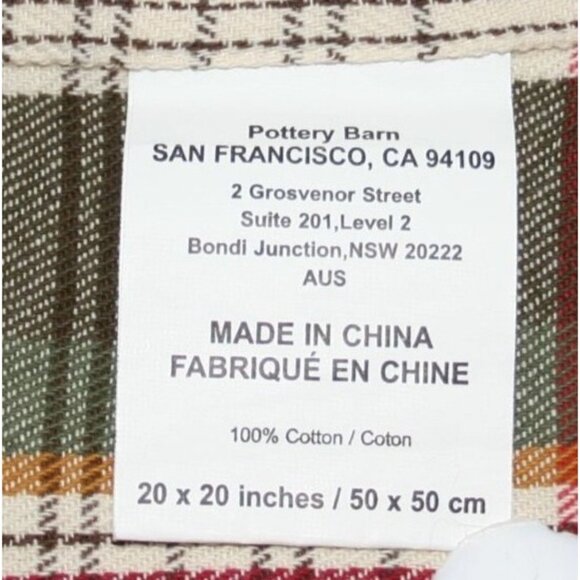 Pottery Barn
SAN FRANCISCO, CA 94109
2 Grosvenor Street
Suite 201,Level 2
Bondi Junction,NSW 20222
AUS
MADE IN CHINA
FABRIQUÉ EN CHINE
100% Cotton / Coton
20 x 20 inches / 50 x 50 cm